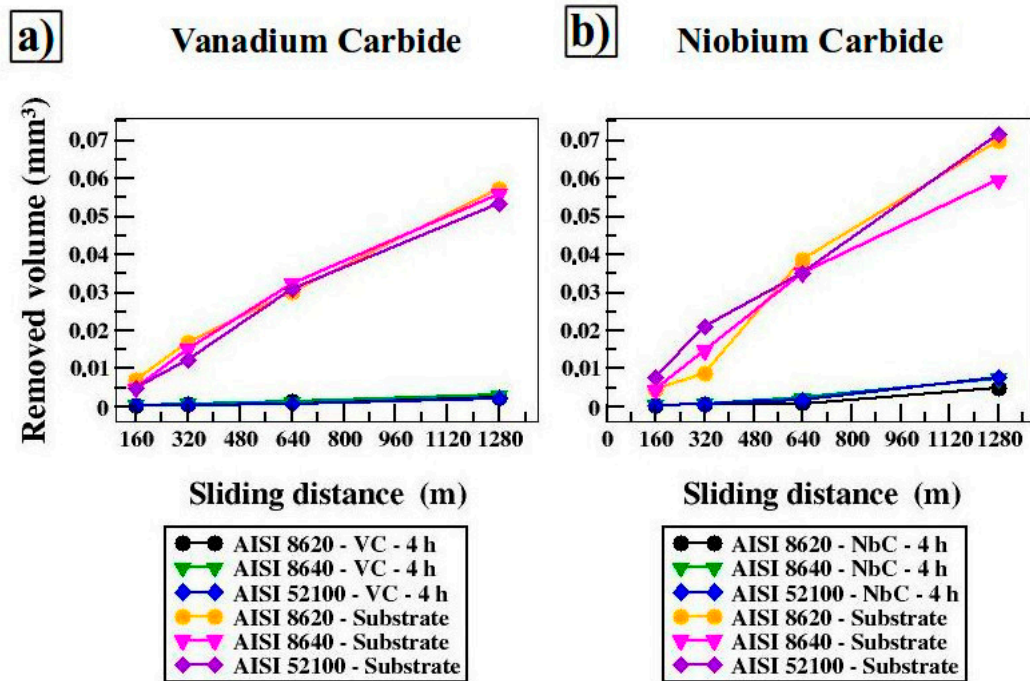 a) Vanadium Carbide
b) Niobium Carbide
Removed volume (mm³)
0.07
0.06
0.05
0.04
0.03
0.02
0.01
0
160 320 480 640 800 960 1120 1280
Sliding distance (m)
AISI 8620 - VC - 4 h
AISI 8640 - VC - 4 h
AISI 52100 - VC - 4 h
AISI 8620 - Substrate
AISI 8640 - Substrate
AISI 52100 - Substrate
0.07
0.06
0.05
0.04
0.03
0.02
0.01
0
0 160 320 480 640 800 960 1120 1280
Sliding distance (m)
AISI 8620 - NbC - 4 h
AISI 8640 - NbC - 4 h
AISI 52100 - NbC - 4 h
AISI 8620 - Substrate
AISI 8640 - Substrate
AISI 52100 - Substrate